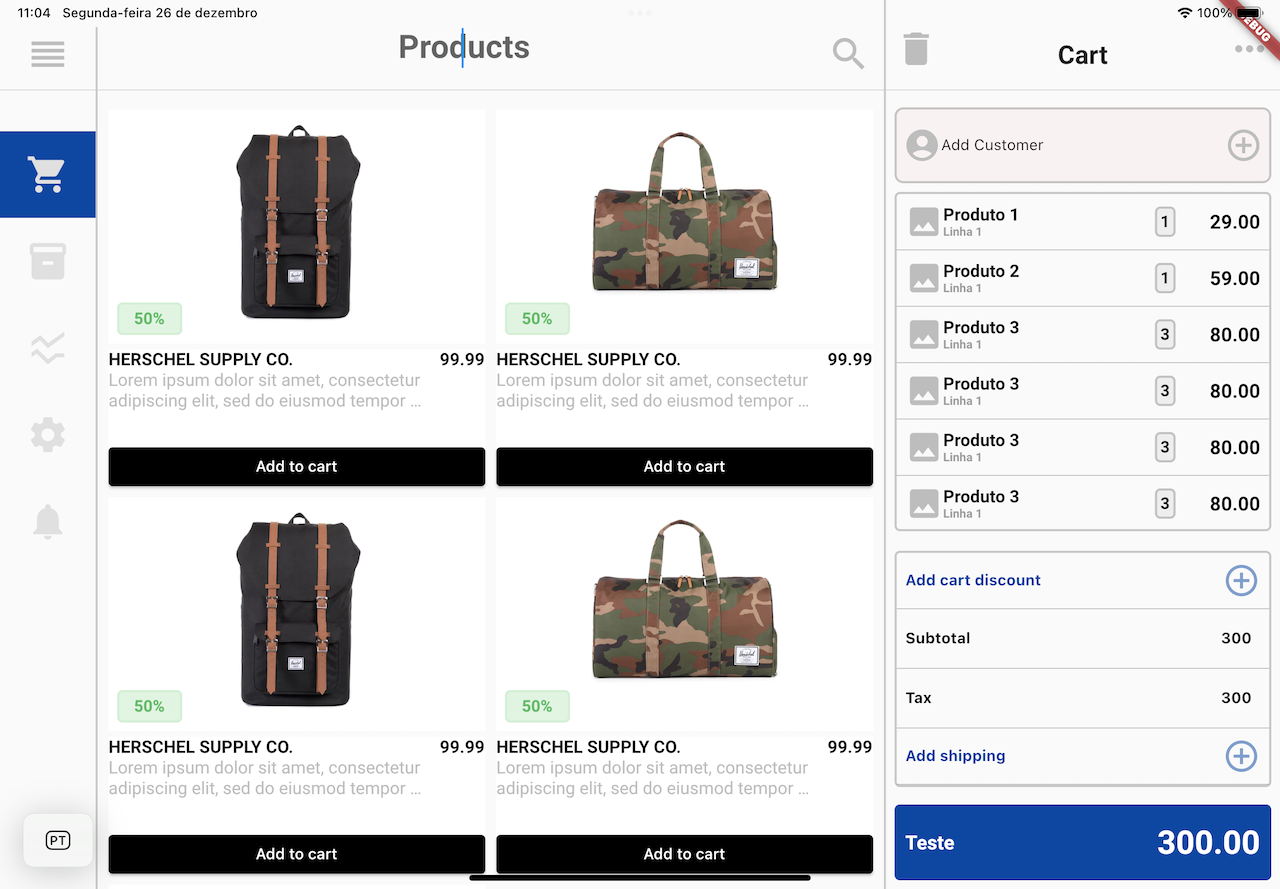 11:04 Segunda-feira 26 de dezembro
100%
Products
Cart
Add Customer
Produto 1
Linha 1
1
29.00
Produto 2
Linha 1
1
59.00
Produto 3
Linha 1
3
80.00
Produto 3
Linha 1
3
80.00
Produto 3
Linha 1
3
80.00
Produto 3
Linha 1
3
80.00
Add cart discount
Subtotal 300
Tax 300
Add shipping
Teste 300.00
50%
HERSCHEL SUPPLY CO. 99.99
Lorem ipsum dolor sit amet, consectetur
adipiscing elit, sed do eiusmod tempor ...
Add to cart
Herschel
50%
HERSCHEL SUPPLY CO. 99.99
Lorem ipsum dolor sit amet, consectetur
adipiscing elit, sed do eiusmod tempor ...
Add to cart
50%
HERSCHEL SUPPLY CO. 99.99
Lorem ipsum dolor sit amet, consectetur
adipiscing elit, sed do eiusmod tempor ...
Add to cart
Herschel
50%
HERSCHEL SUPPLY CO. 99.99
Lorem ipsum dolor sit amet, consectetur
adipiscing elit, sed do eiusmod tempor ...
Add to cart
PT